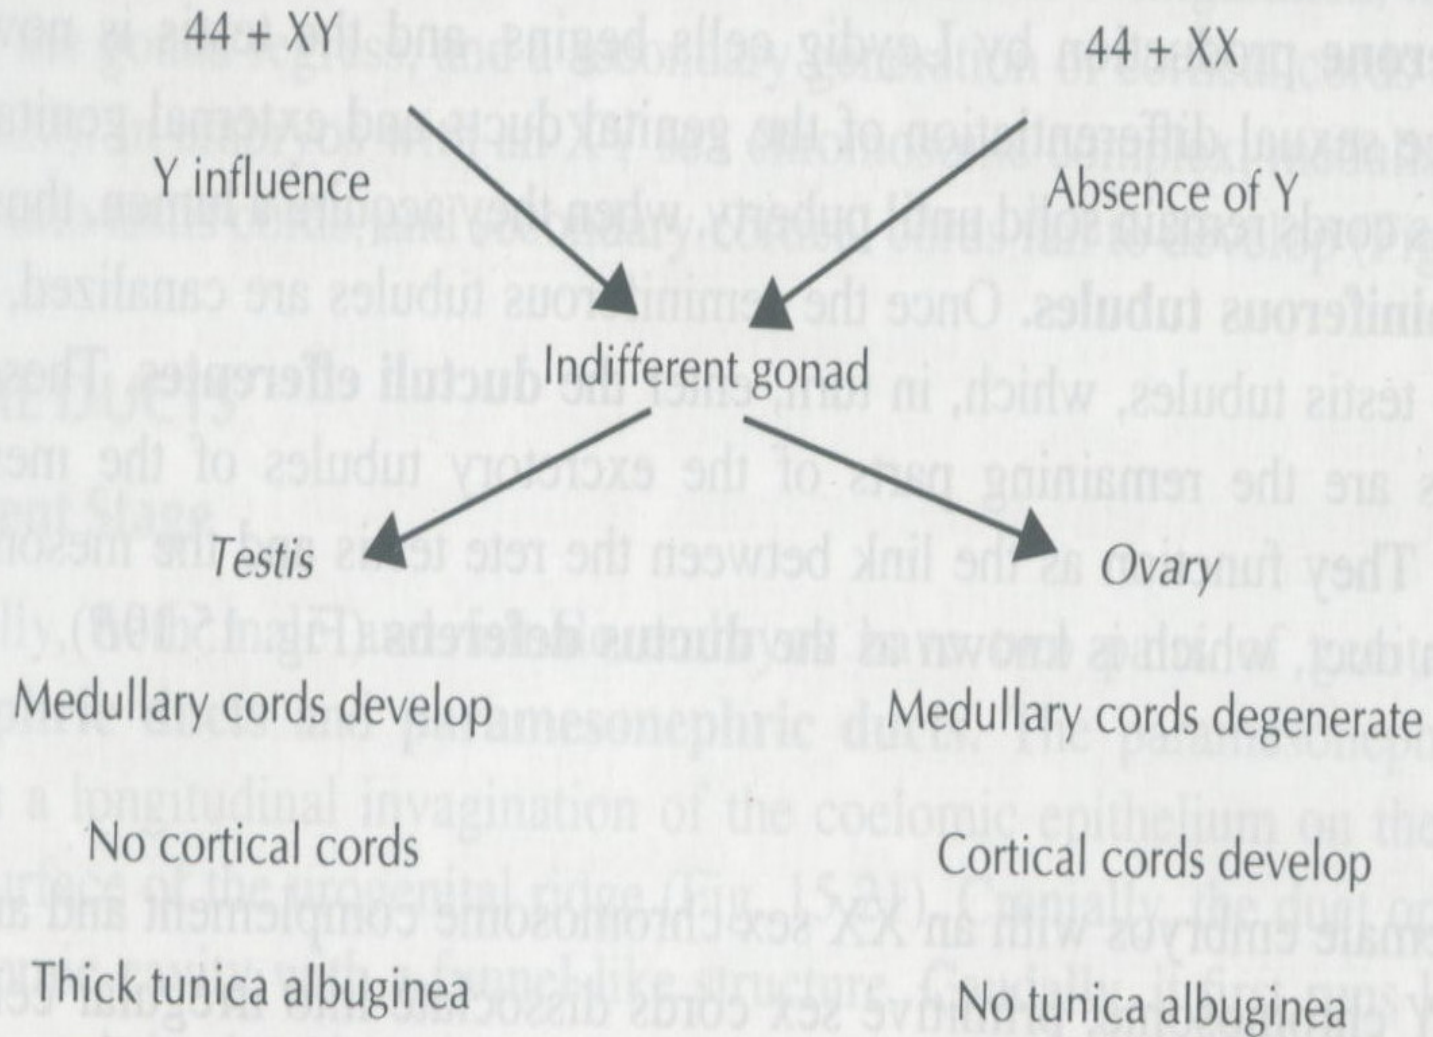 44 + XY
44 + XX
Y influence
Absence of Y
Indifferent gonad
Testis
Ovary
Medullary cords develop
Medullary cords degenerate
No cortical cords
Cortical cords develop
Thick tunica albuginea
No tunica albuginea